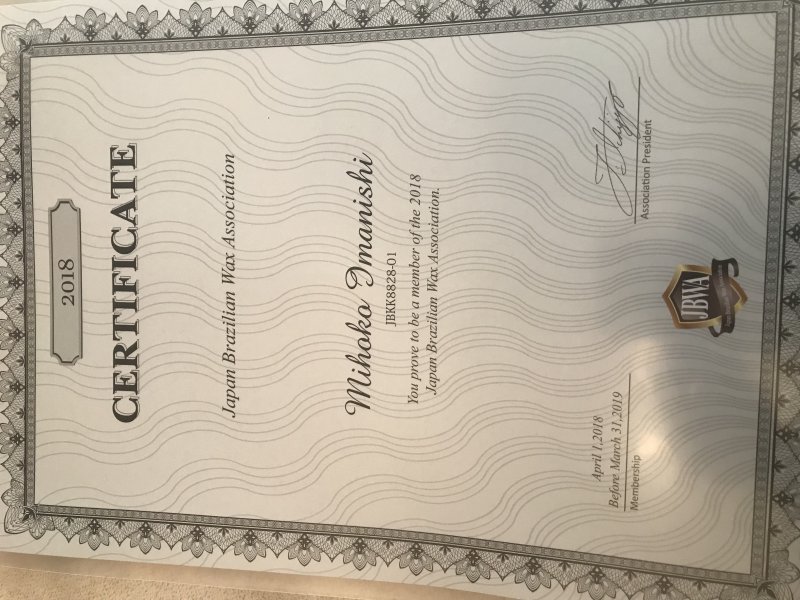 2018
CERTIFICATE
Japan Brazilian Wax Association
Mihoko Imanishi
JBKK8828-01
You prove to be a member of the 2018
Japan Brazilian Wax Association.
April 1,2018
Before March 31,2019
Membership
JBWA
Association President